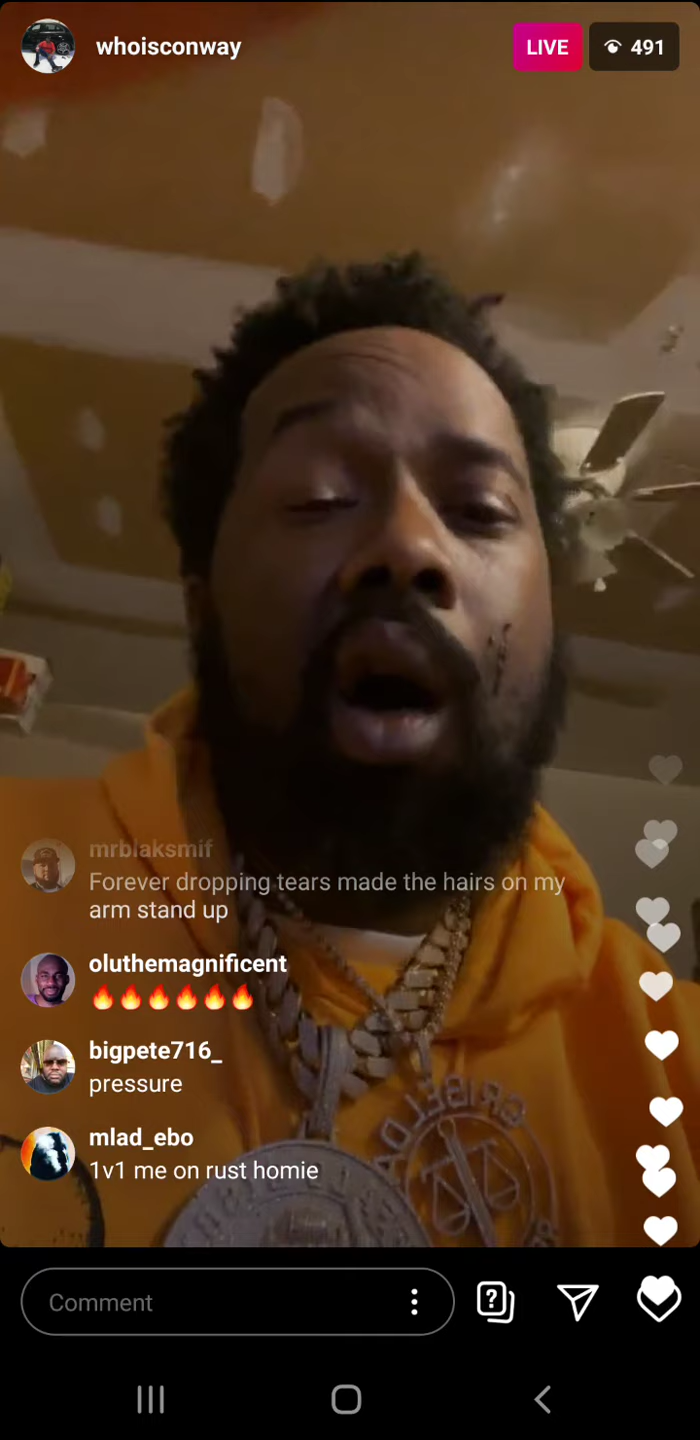 whoisconway
LIVE
491
mrblaksmif
Forever dropping tears made the hairs on my
arm stand up
oluthemagnificent
🔥🔥🔥🔥🔥🔥
bigpete716_
pressure
mlad_ebo
1v1 me on rust homie
Comment